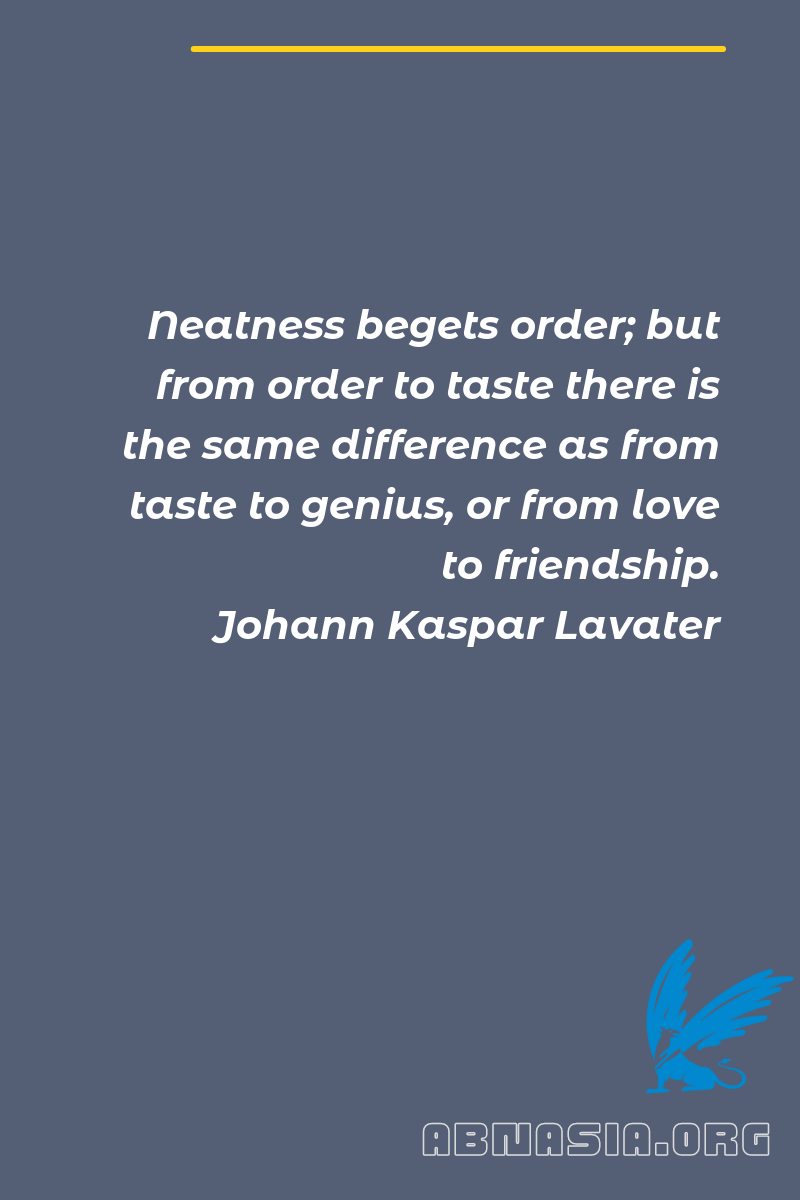 Neatness begets order; but
from order to taste there is
the same difference as from
taste to genius, or from love
to friendship.
Johann Kaspar Lavater
ABNASIA.ORG